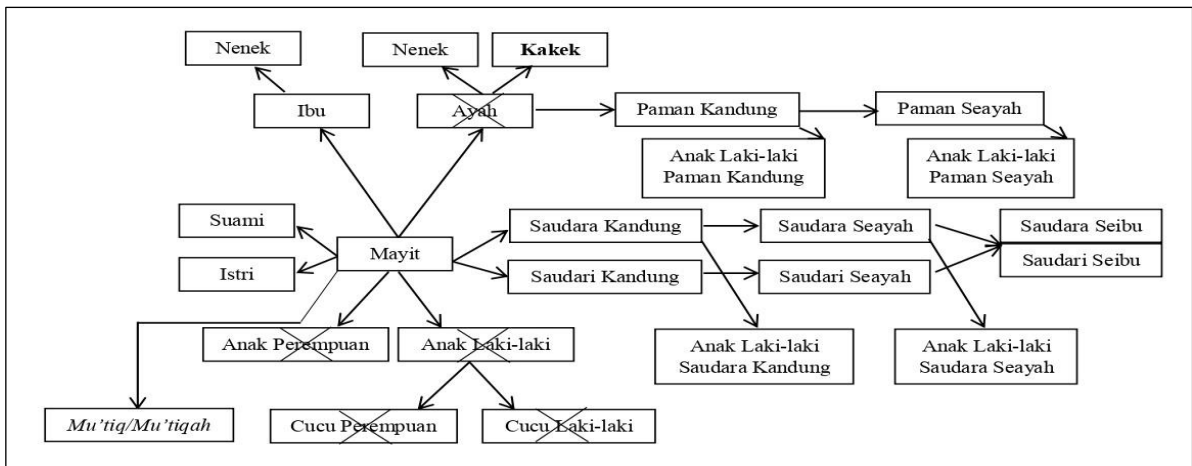 Nenek
Nenek
Kakek
Ibu
Ayah
Paman Kandung
Paman Seayah
Anak Laki-laki
Paman Kandung
Anak Laki-laki
Paman Seayah
Suami
Saudara Kandung
Saudara Seayah
Saudara Seibu
Mayit
Istri
Saudari Kandung
Saudari Seayah
Saudari Seibu
Anak Perempuan
Anak Laki-laki
Anak Laki-laki
Saudara Kandung
Anak Laki-laki
Saudara Seayah
Mu’tiq/Mu’tiqah
Cucu Perempuan
Cucu Laki-laki